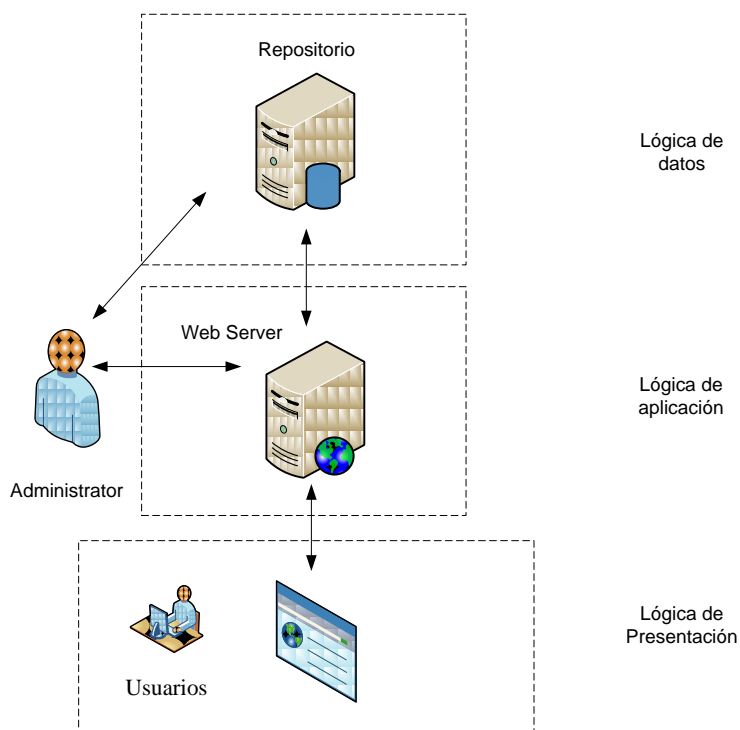 Repositorio
Lógica de
datos
Web Server
Lógica de
aplicación
Administrator
Lógica de
Presentación
Usuarios